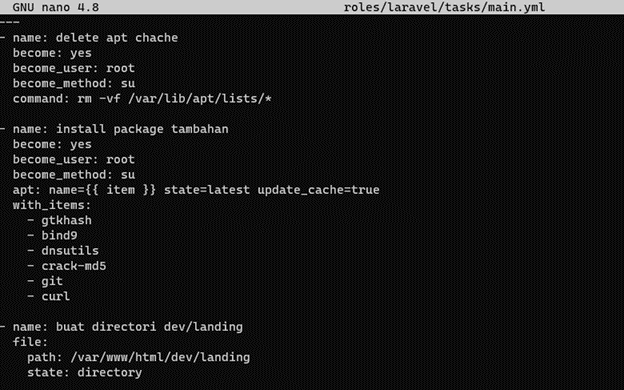 GNU nano 4.8 roles/laravel/tasks/main.yml
---
- name: delete apt chache
  become: yes
  become_user: root
  become_method: su
  command: rm -vf /var/lib/apt/lists/*

- name: install package tambahan
  become: yes
  become_user: root
  become_method: su
  apt: name={{ item }} state=latest update_cache=true
  with_items:
    - gtkhash
    - bind9
    - dnsutils
    - crack-md5
    - git
    - curl

- name: buat directori dev/landing
  file:
    path: /var/www/html/dev/landing
    state: directory